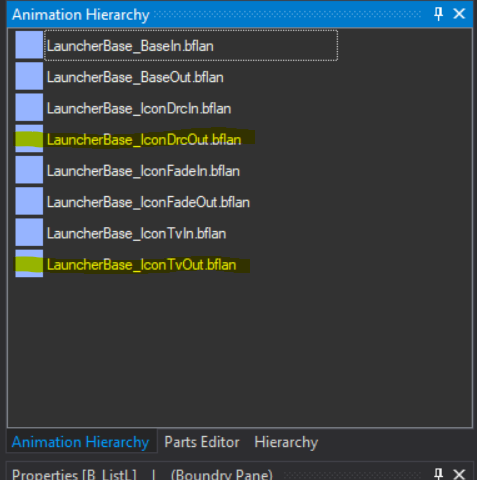 Animation Hierarchy
LauncherBase_BaseIn.bflan
LauncherBase_BaseOut.bflan
LauncherBase_IconDrcIn.bflan
LauncherBase_IconDrcOut.bflan
LauncherBase_IconFadeIn.bflan
LauncherBase_IconFadeOut.bflan
LauncherBase_IconTvIn.bflan
LauncherBase_IconTvOut.bflan
Animation Hierarchy Parts Editor Hierarchy
Properties [B_ListL] | (Boundry Pane)